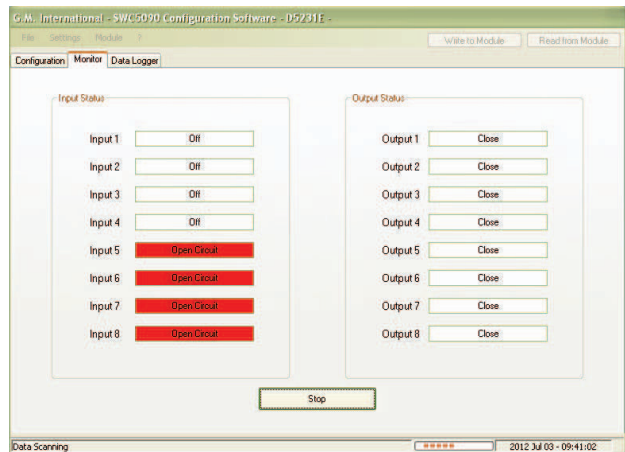 G.M. International - SWC5090 Configuration Software - D5231E -
File Settings Module ? Write to Module Read from Module
Configuration Monitor Data Logger
Input Status Output Status
Input 1 Off Output 1 Close
Input 2 Off Output 2 Close
Input 3 Off Output 3 Close
Input 4 Off Output 4 Close
Input 5 Open Circuit Output 5 Close
Input 6 Open Circuit Output 6 Close
Input 7 Open Circuit Output 7 Close
Input 8 Open Circuit Output 8 Close
Stop
Data Scanning 2012 Jul 03 - 09:41:02